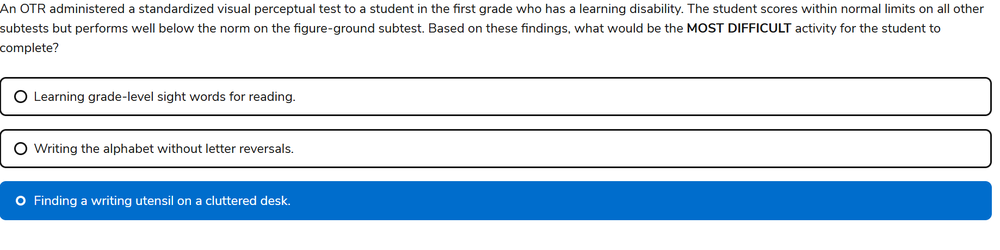 An OTR administered a standardized visual perceptual test to a student in the first grade who has a learning disability. The student scores within normal limits on all other
subtests but performs well below the norm on the figure-ground subtest. Based on these findings, what would be the MOST DIFFICULT activity for the student to
complete?
Learning grade-level sight words for reading.
Writing the alphabet without letter reversals.
Finding a writing utensil on a cluttered desk.